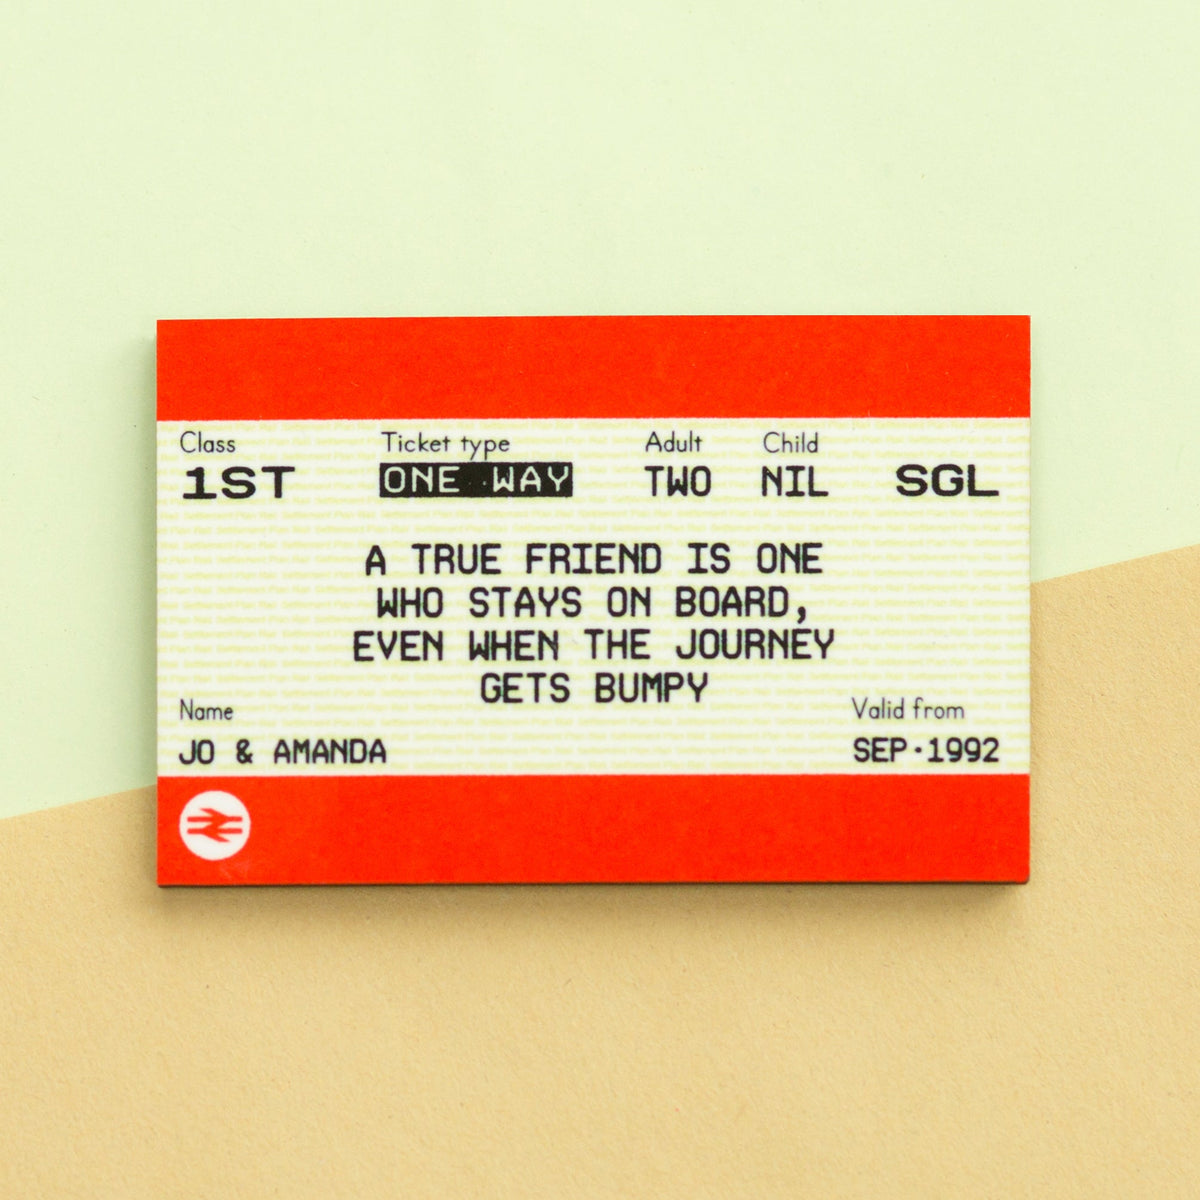 Class Ticket type Adult Child
1ST ONE WAY TWO NIL SGL
A TRUE FRIEND IS ONE
WHO STAYS ON BOARD,
EVEN WHEN THE JOURNEY
GETS BUMPY
Name Valid from
JO & AMANDA SEP·1992